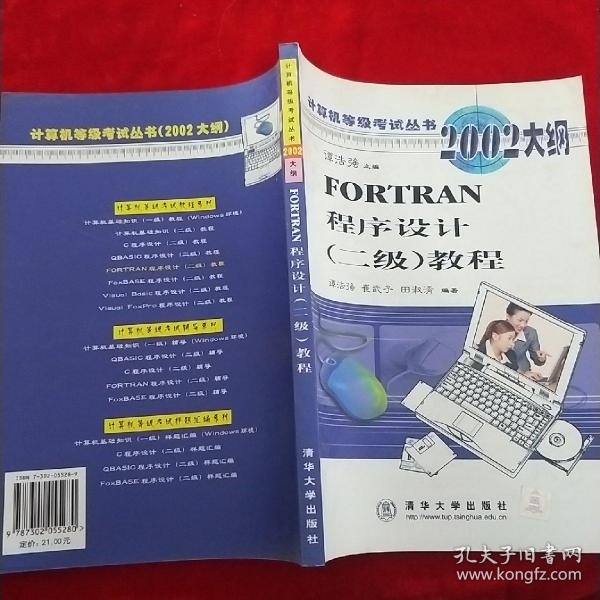 计算机等级考试丛书(2002大纲)
计算机等级考试教程系列
计算机基础知识(一级)教程(Windows环境)
计算机基础知识(二级)教程
C程序设计(二级)教程
QBASIC程序设计(二级)教程
FORTRAN程序设计(二级)教程
FoxBASE程序设计(二级)教程
Visual Basic程序设计(二级)教程
Visual FoxPro程序设计(二级)教程
计算机等级考试辅导系列
计算机基础知识(一级)辅导(Windows环境)
QBASIC程序设计(二级)辅导
C程序设计(二级)辅导
FORTRAN程序设计(二级)辅导
FoxBASE程序设计(二级)辅导
计算机等级考试样题汇编系列
计算机基础知识(一级)样题汇编(Windows环境)
C程序设计(二级)样题汇编
QBASIC程序设计(二级)样题汇编
FoxBASE程序设计(二级)样题汇编
ISBN 7-302-05528-9
9 787302 055280 >
定价:21.00元
计算机等级考试丛书
2002
大纲
FORTRAN 程序设计(二级)教程
清华大学出版社
计算机等级考试丛书
2002大纲
谭浩强 主编
FORTRAN
程序设计
(二级)教程
谭浩强 崔武子 田淑清 编著
清华大学出版社
http://www.tup.tsinghua.edu.cn
孔夫子旧书网
www.kongfz.com